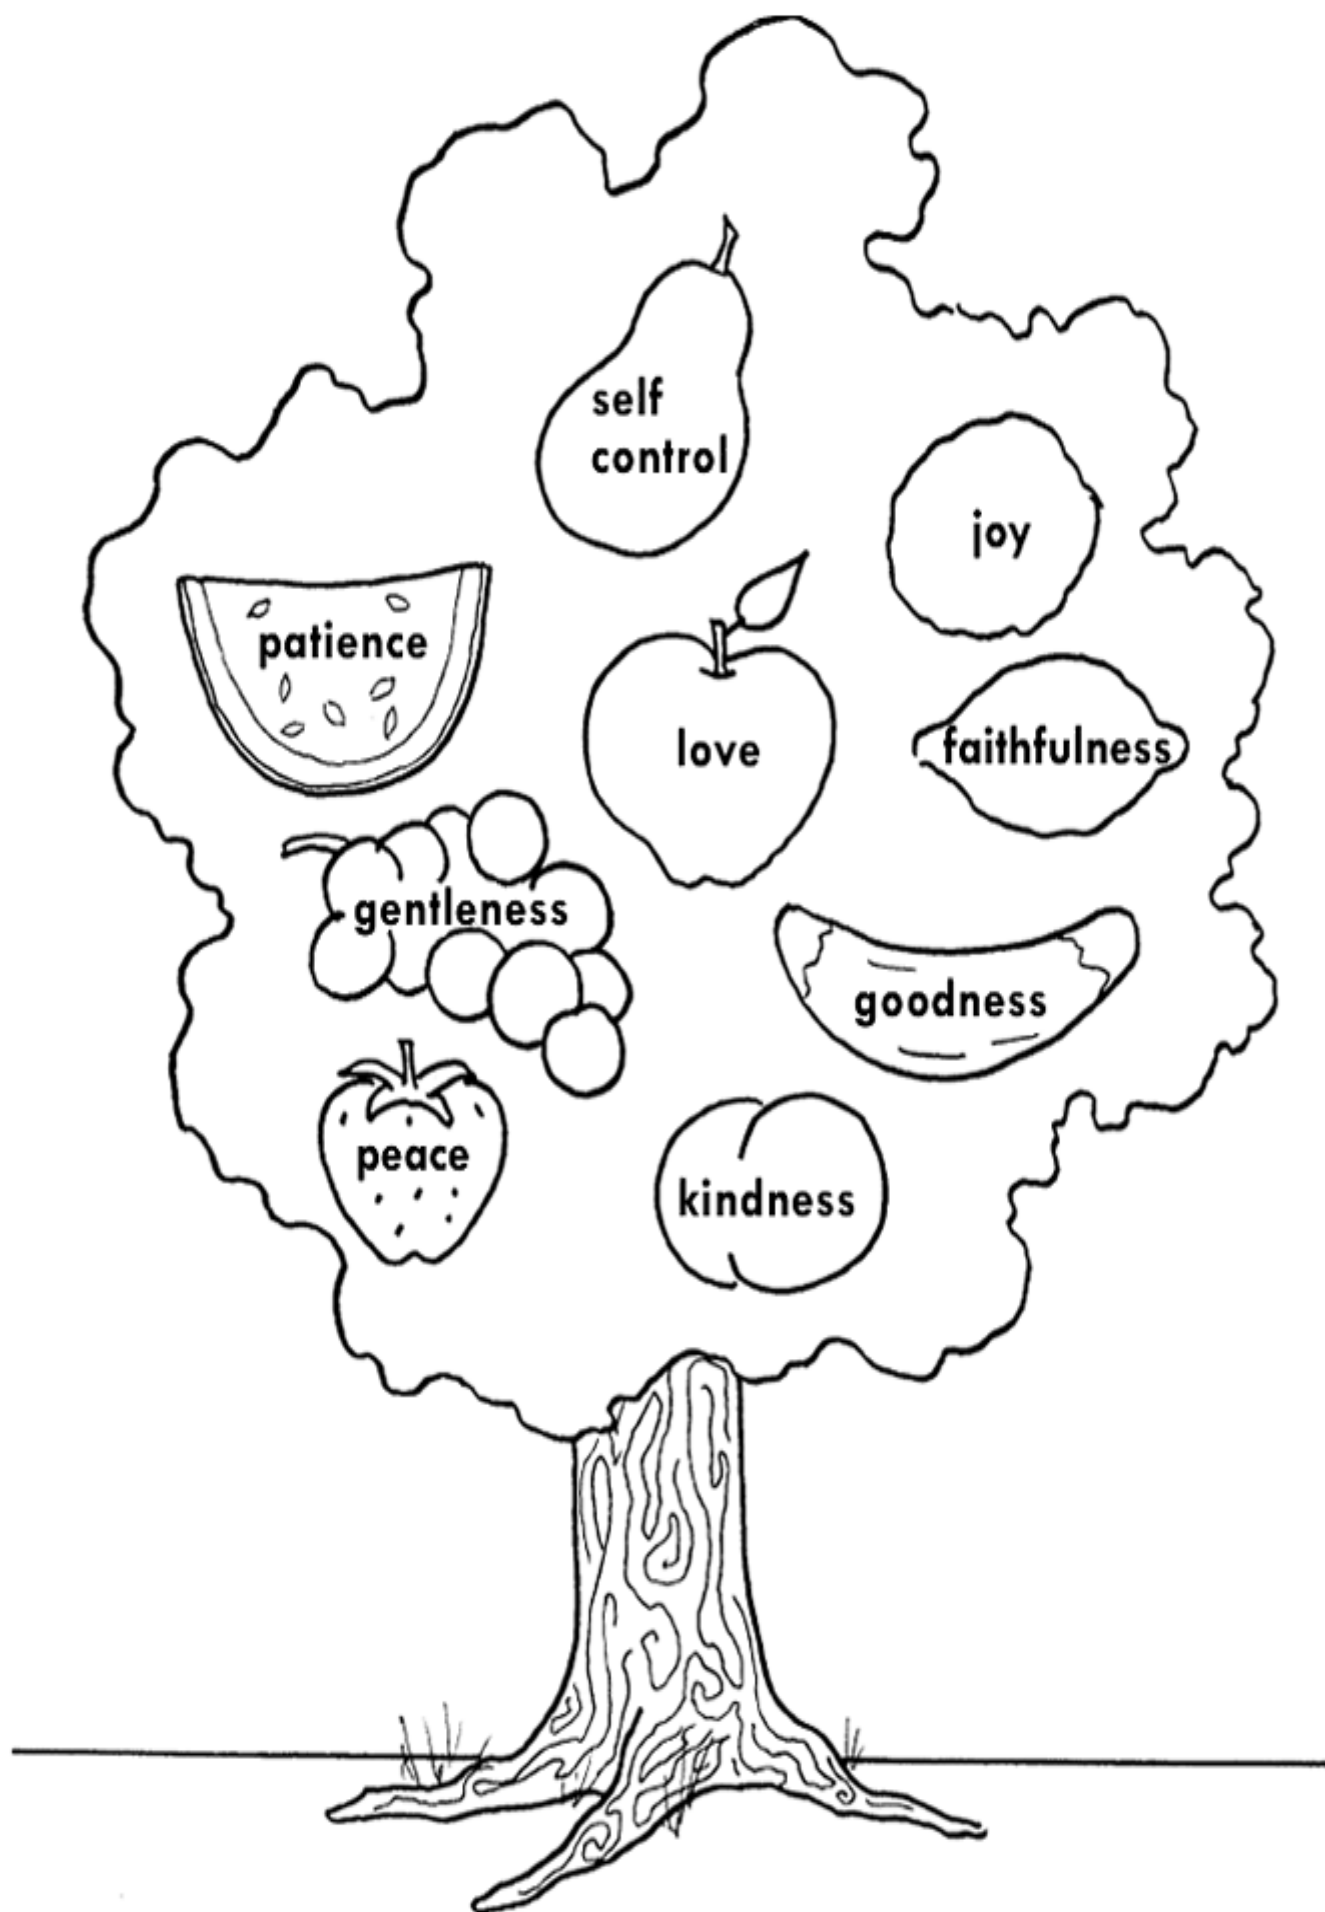 self
control
joy
patience
love
faithfulness
gentleness
goodness
peace
kindness